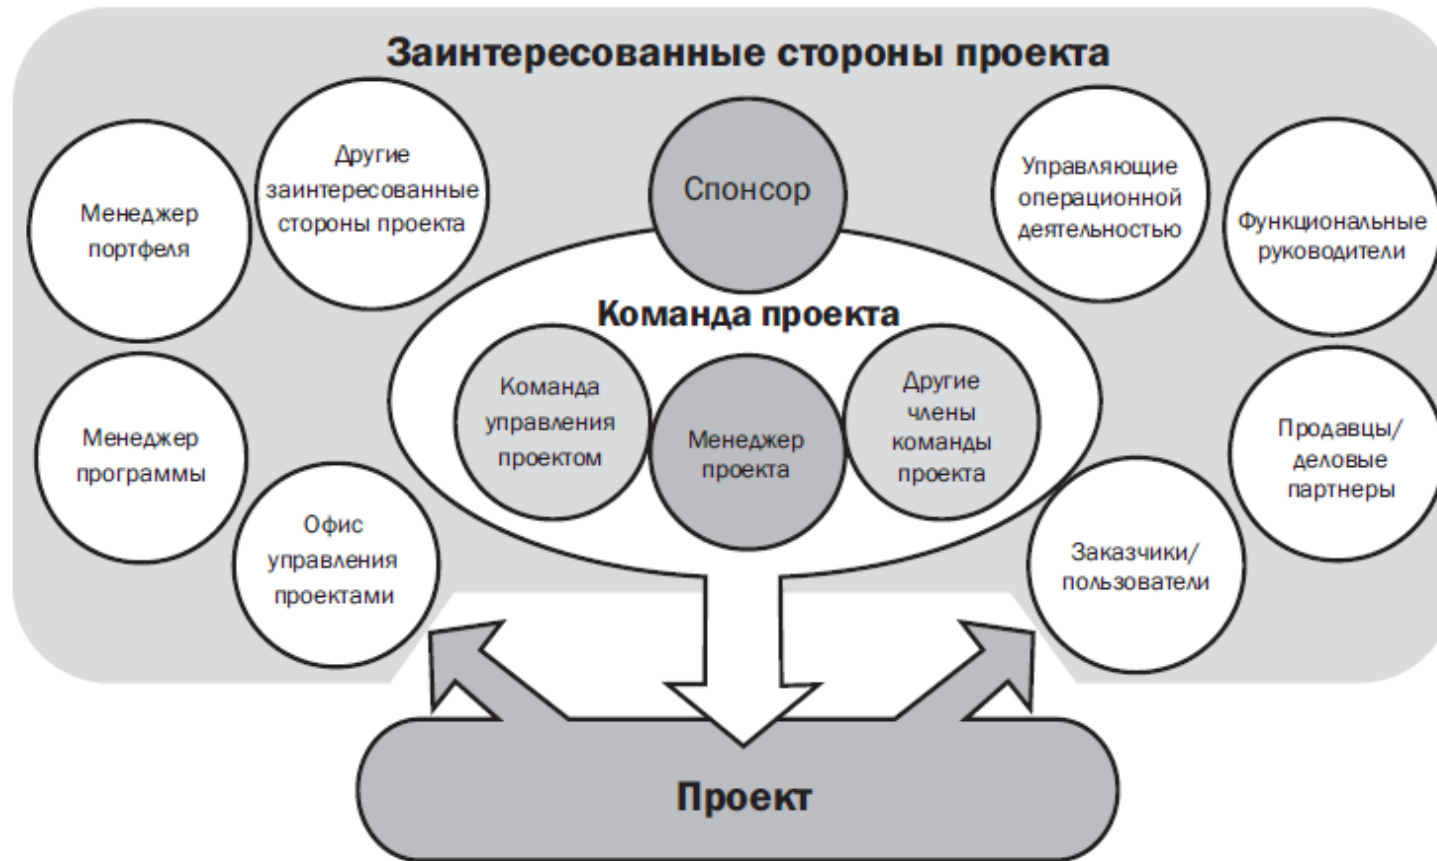 Заинтересованные стороны проекта
Менеджер
портфеля
Другие
заинтересованные
стороны проекта
Спонсор
Управляющие
операционной
деятельностью
Функциональные
руководители
Команда проекта
Менеджер
программы
Команда
управления
проектом
Менеджер
проекта
Другие
члены
команды
проекта
Продавцы/
деловые
партнеры
Офис
управления
проектами
Заказчики/
пользователи
Проект